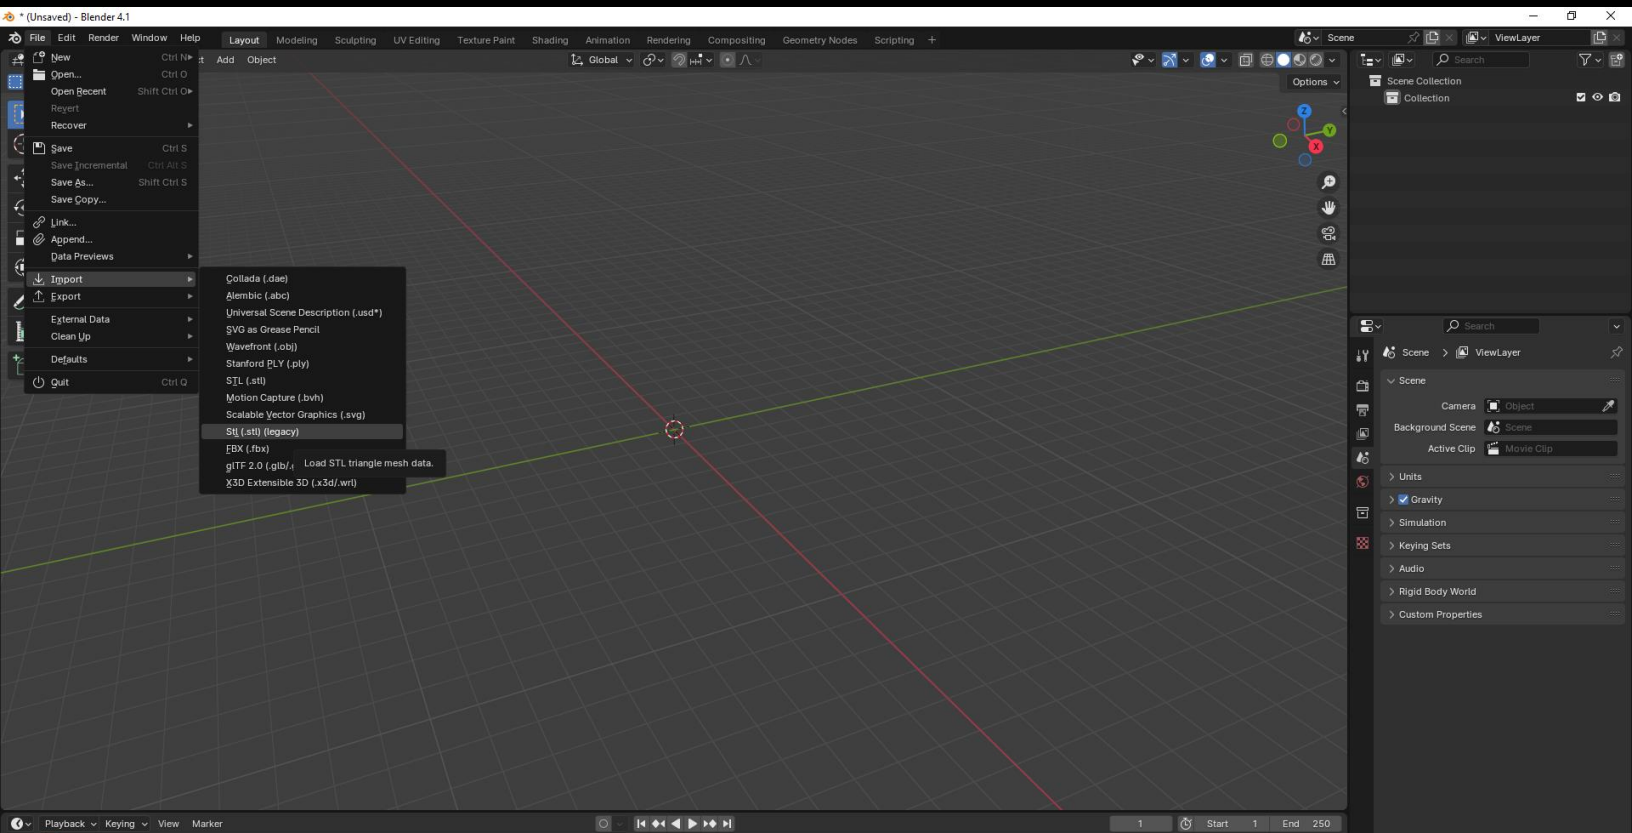 * (Unsaved) - Blender 4.1
File Edit Render Window Help Layout Modeling Sculpting UV Editing Texture Paint Shading Animation Rendering Compositing Geometry Nodes Scripting + Scene ViewLayer
Add Object Global Search
Options
New Ctrl N
Open... Ctrl O
Open Recent Shift Ctrl O
Revert
Recover
Save Ctrl S
Save Incremental Ctrl Alt S
Save As... Shift Ctrl S
Save Copy...
Link...
Append...
Data Previews
Import
Export
External Data
Clean Up
Defaults
Quit Ctrl Q
Collada (.dae)
Alembic (.abc)
Universal Scene Description (.usd*)
SVG as Grease Pencil
Wavefront (.obj)
Stanford PLY (.ply)
STL (.stl)
Motion Capture (.bvh)
Scalable Vector Graphics (.svg)
Stl (.stl) (legacy)
FBX (.fbx)
glTF 2.0 (.glb/.
Load STL triangle mesh data.
X3D Extensible 3D (.x3d/.wrl)
Z
Y
X
Scene Collection
Collection
Search
Scene > ViewLayer
Scene
Camera Object
Background Scene Scene
Active Clip Movie Clip
Units
Gravity
Simulation
Keying Sets
Audio
Rigid Body World
Custom Properties
Playback Keying View Marker 1 Start 1 End 250